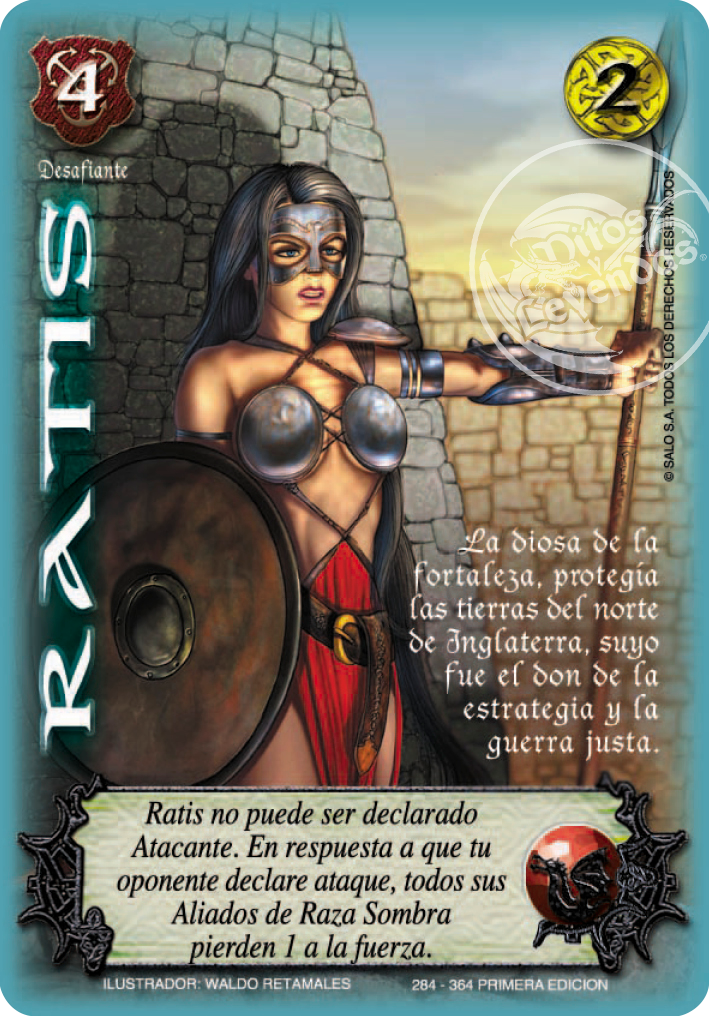 4
2
Desafiante
RATIS
Mitos
y
Leyendas
©
© SALO S.A. TODOS LOS DERECHOS RESERVADOS
La diosa de la
fortaleza, protegía
las tierras del norte
de Inglaterra, suyo
fue el don de la
estrategia y la
guerra justa.
Ratis no puede ser declarado
Atacante. En respuesta a que tu
oponente declare ataque, todos sus
Aliados de Raza Sombra
pierden 1 a la fuerza.
ILUSTRADOR: WALDO RETAMALES 284 - 364 PRIMERA EDICION